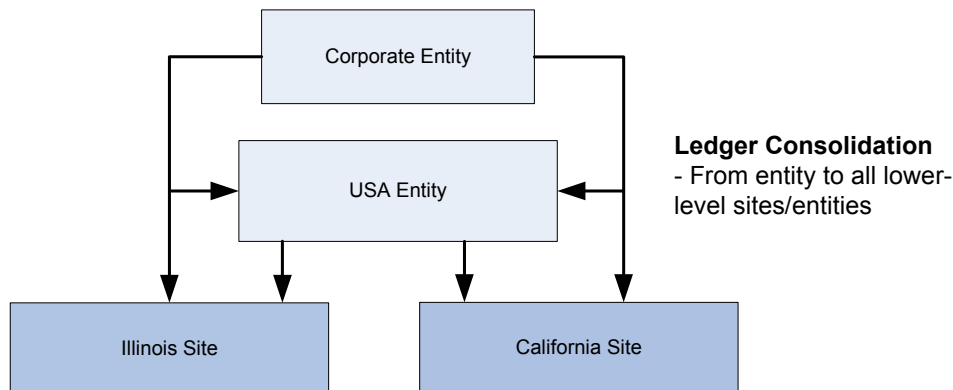 Corporate Entity
Ledger Consolidation
- From entity to all lower-
level sites/entities
USA Entity
Illinois Site
California Site